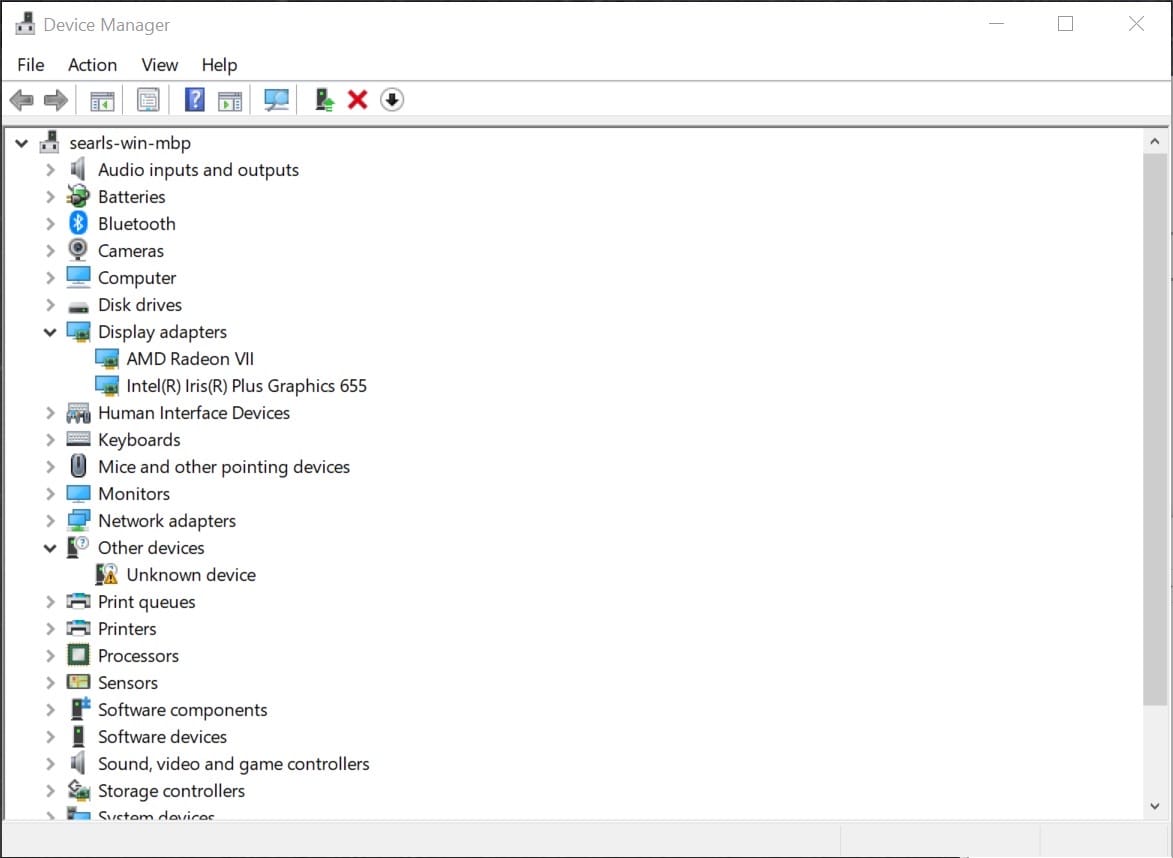 Device Manager
File Action View Help
searls-win-mbp
Audio inputs and outputs
Batteries
Bluetooth
Cameras
Computer
Disk drives
Display adapters
AMD Radeon VII
Intel(R) Iris(R) Plus Graphics 655
Human Interface Devices
Keyboards
Mice and other pointing devices
Monitors
Network adapters
Other devices
Unknown device
Print queues
Printers
Processors
Sensors
Software components
Software devices
Sound, video and game controllers
Storage controllers
System devices